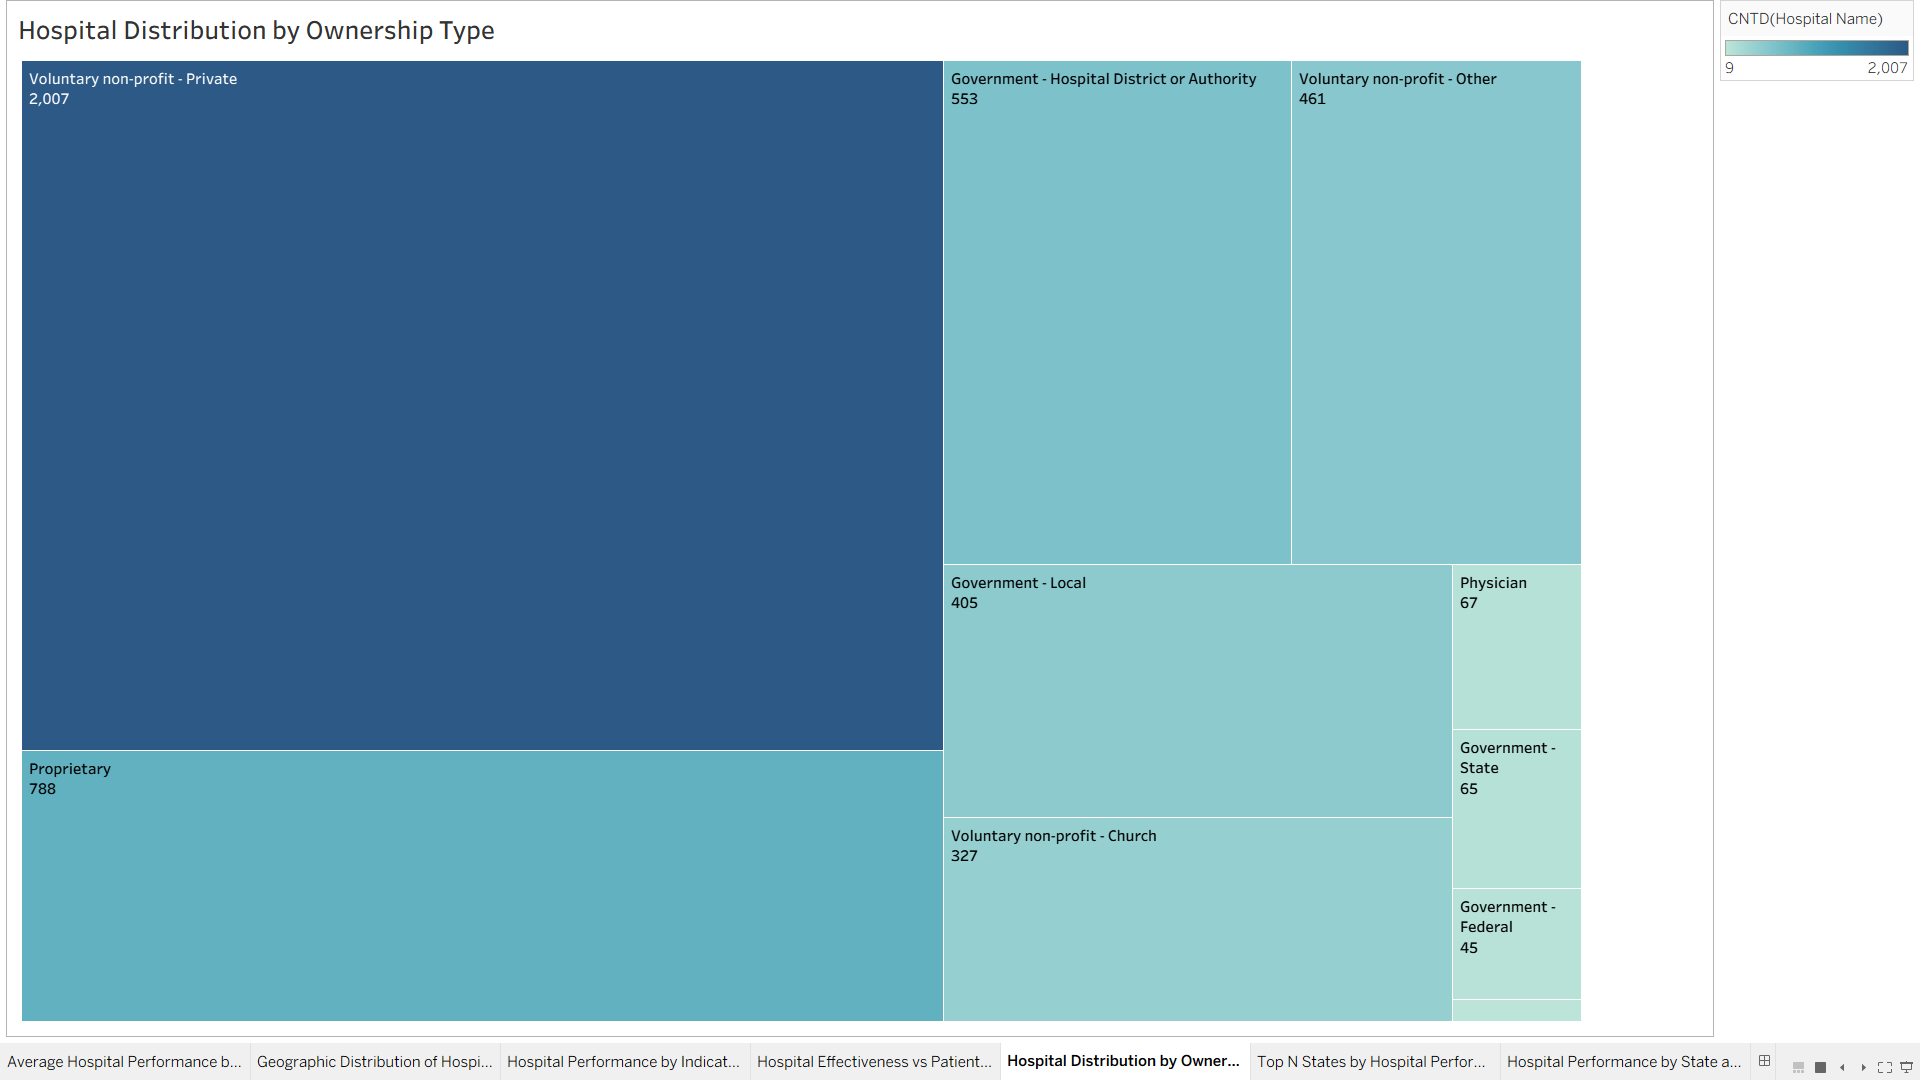 Hospital Distribution by Ownership Type
Voluntary non-profit - Private
2,007
Government - Hospital District or Authority
553
Voluntary non-profit - Other
461
Government - Local
405
Physician
67
Government -
State
65
Proprietary
788
Voluntary non-profit - Church
327
Government -
Federal
45
CNTD(Hospital Name)
9 2,007
Average Hospital Performance b...
Geographic Distribution of Hospi...
Hospital Performance by Indicat...
Hospital Effectiveness vs Patient...
Hospital Distribution by Owner...
Top N States by Hospital Perfor...
Hospital Performance by State a...